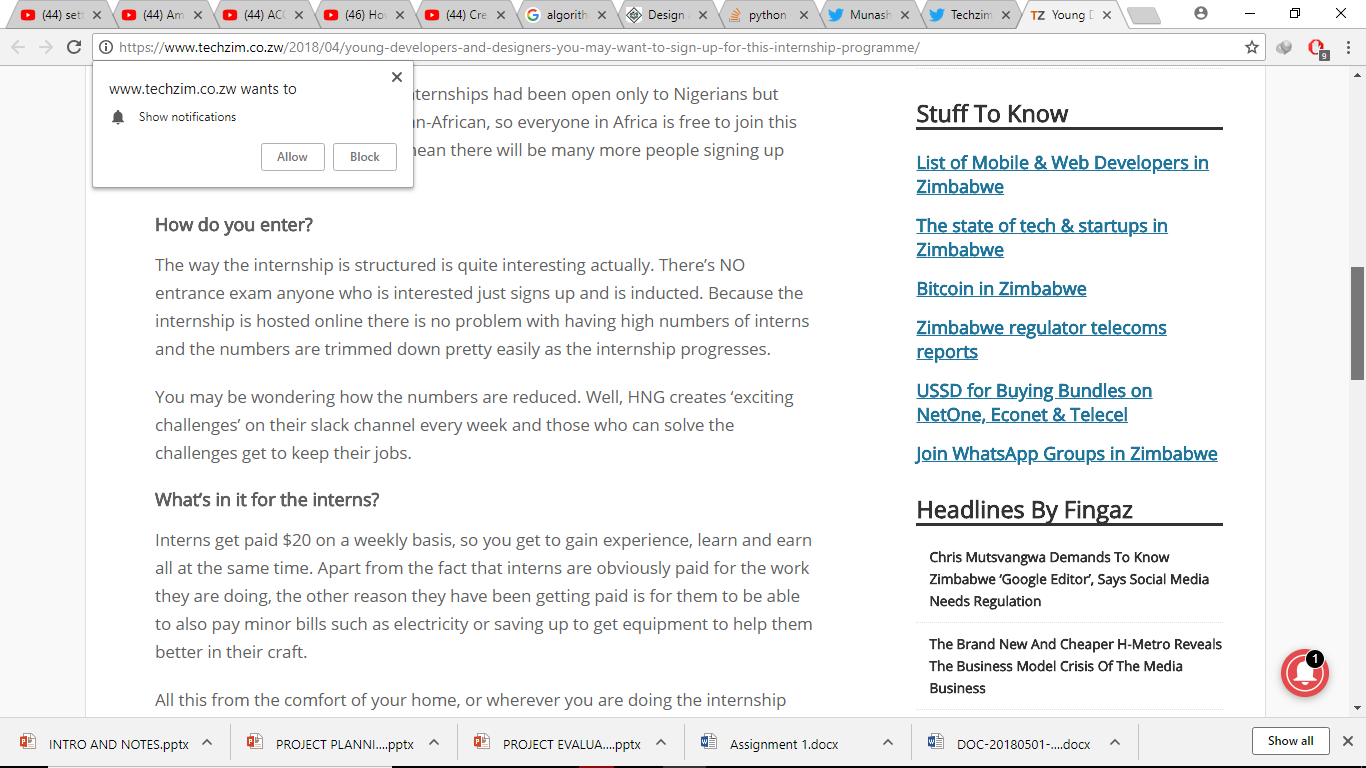 (44) set
(44) Am
(44) ACC
(46) Ho
(44) Cre
algorith
Design
python
Munash
Techzim
TZ Young D
https://www.techzim.co.zw/2018/04/young-developers-and-designers-you-may-want-to-sign-up-for-this-internship-programme/
9
www.techzim.co.zw wants to
Show notifications
Allow Block
nternships had been open only to Nigerians but
n-African, so everyone in Africa is free to join this
mean there will be many more people signing up
How do you enter?
The way the internship is structured is quite interesting actually. There’s NO
entrance exam anyone who is interested just signs up and is inducted. Because the
internship is hosted online there is no problem with having high numbers of interns
and the numbers are trimmed down pretty easily as the internship progresses.
You may be wondering how the numbers are reduced. Well, HNG creates ‘exciting
challenges’ on their slack channel every week and those who can solve the
challenges get to keep their jobs.
What’s in it for the interns?
Interns get paid $20 on a weekly basis, so you get to gain experience, learn and earn
all at the same time. Apart from the fact that interns are obviously paid for the work
they are doing, the other reason they have been getting paid is for them to be able
to also pay minor bills such as electricity or saving up to get equipment to help them
better in their craft.
All this from the comfort of your home, or wherever you are doing the internship
Stuff To Know
List of Mobile & Web Developers in
Zimbabwe
The state of tech & startups in
Zimbabwe
Bitcoin in Zimbabwe
Zimbabwe regulator telecoms
reports
USSD for Buying Bundles on
NetOne, Econet & Telecel
Join WhatsApp Groups in Zimbabwe
Headlines By Fingaz
Chris Mutsvangwa Demands To Know
Zimbabwe ‘Google Editor’, Says Social Media
Needs Regulation
The Brand New And Cheaper H-Metro Reveals
The Business Model Crisis Of The Media
Business
1
INTRO AND NOTES.pptx
PROJECT PLANNI....pptx
PROJECT EVALUA....pptx
Assignment 1.docx
DOC-20180501-....docx
Show all